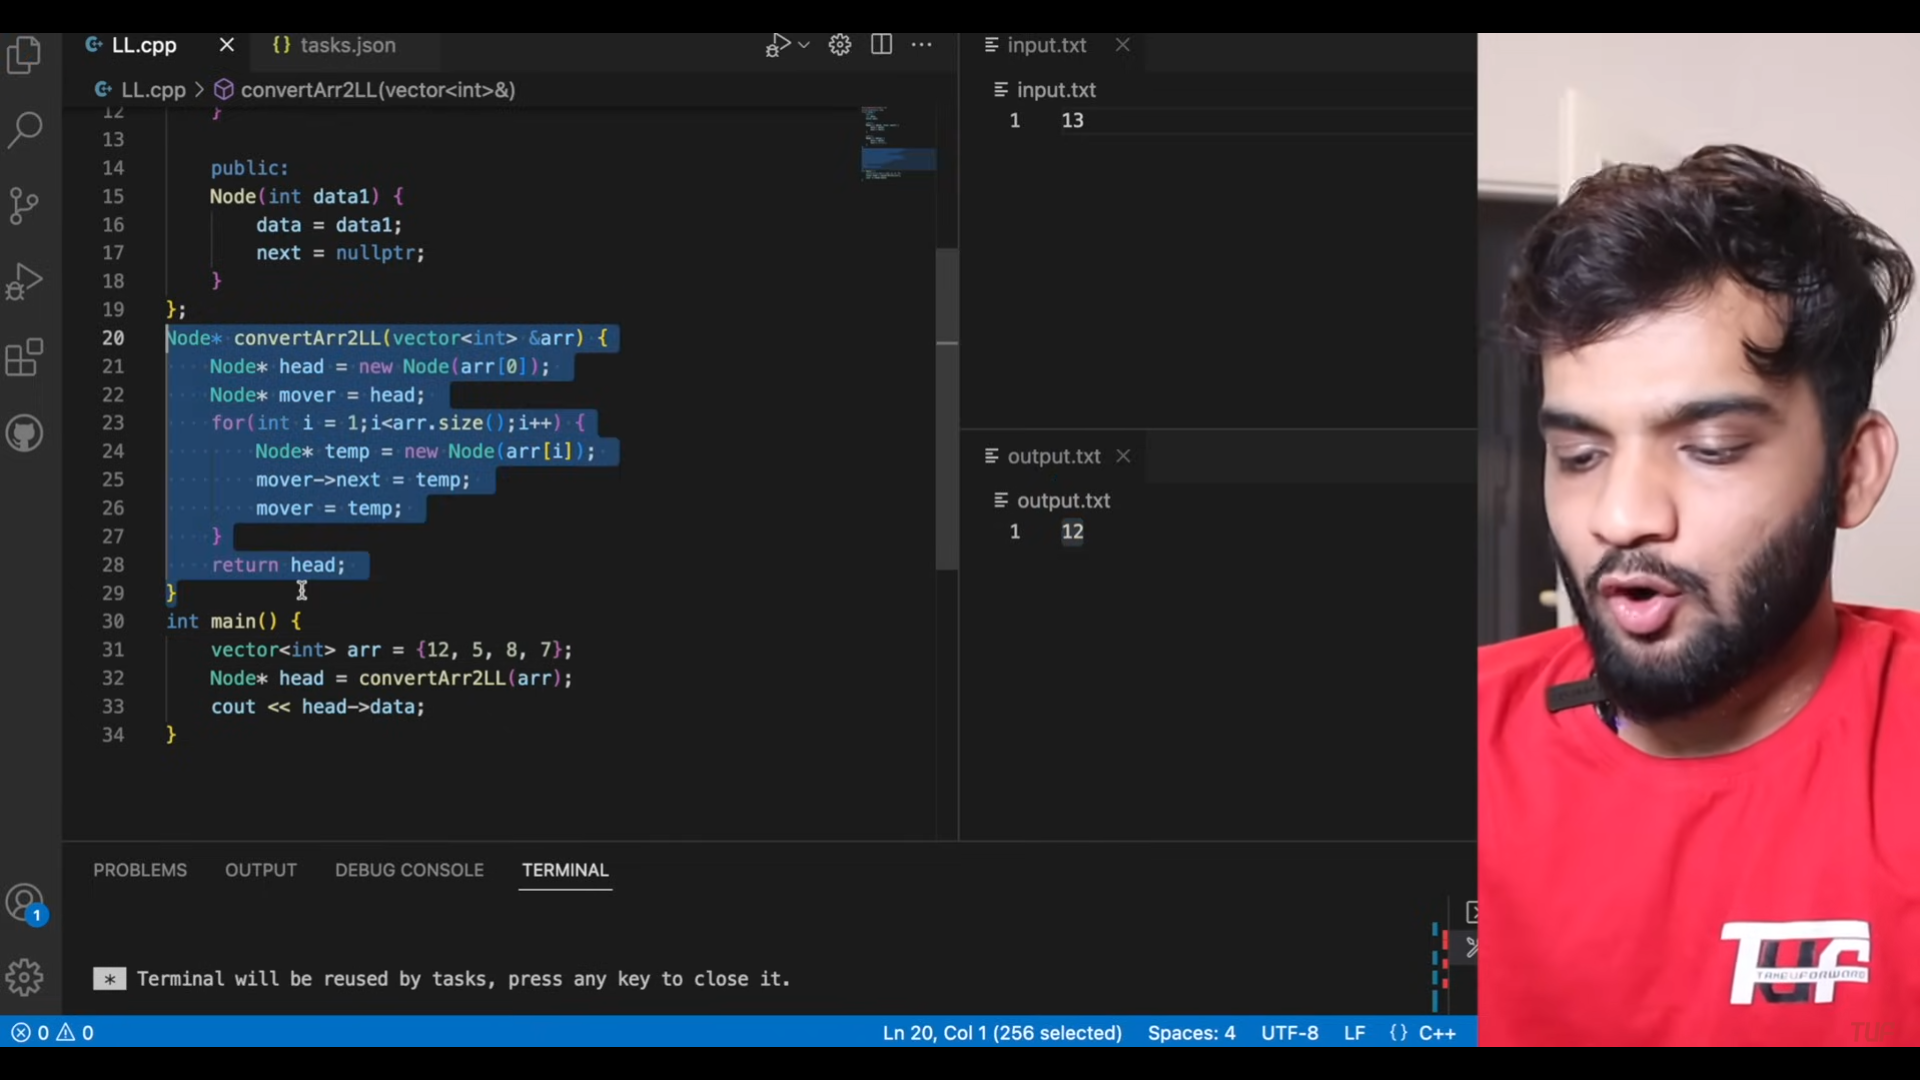 LL.cpp
tasks.json
LL.cpp > convertArr2LL(vector<int>&)
12 }
13
14 public:
15 Node(int data1) {
16 data = data1;
17 next = nullptr;
18 }
19 };
20 Node* convertArr2LL(vector<int> &arr) {
21 Node* head = new Node(arr[0]);
22 Node* mover = head;
23 for(int i = 1;i<arr.size();i++) {
24 Node* temp = new Node(arr[i]);
25 mover->next = temp;
26 mover = temp;
27 }
28 return head;
29 }
30 int main() {
31 vector<int> arr = {12, 5, 8, 7};
32 Node* head = convertArr2LL(arr);
33 cout << head->data;
34 }
input.txt
input.txt
1 13
output.txt
output.txt
1 12
PROBLEMS OUTPUT DEBUG CONSOLE TERMINAL
* Terminal will be reused by tasks, press any key to close it.
1
0 0 Ln 20, Col 1 (256 selected) Spaces: 4 UTF-8 LF {} C++
TUF
TAKEUFORWARD
TUF